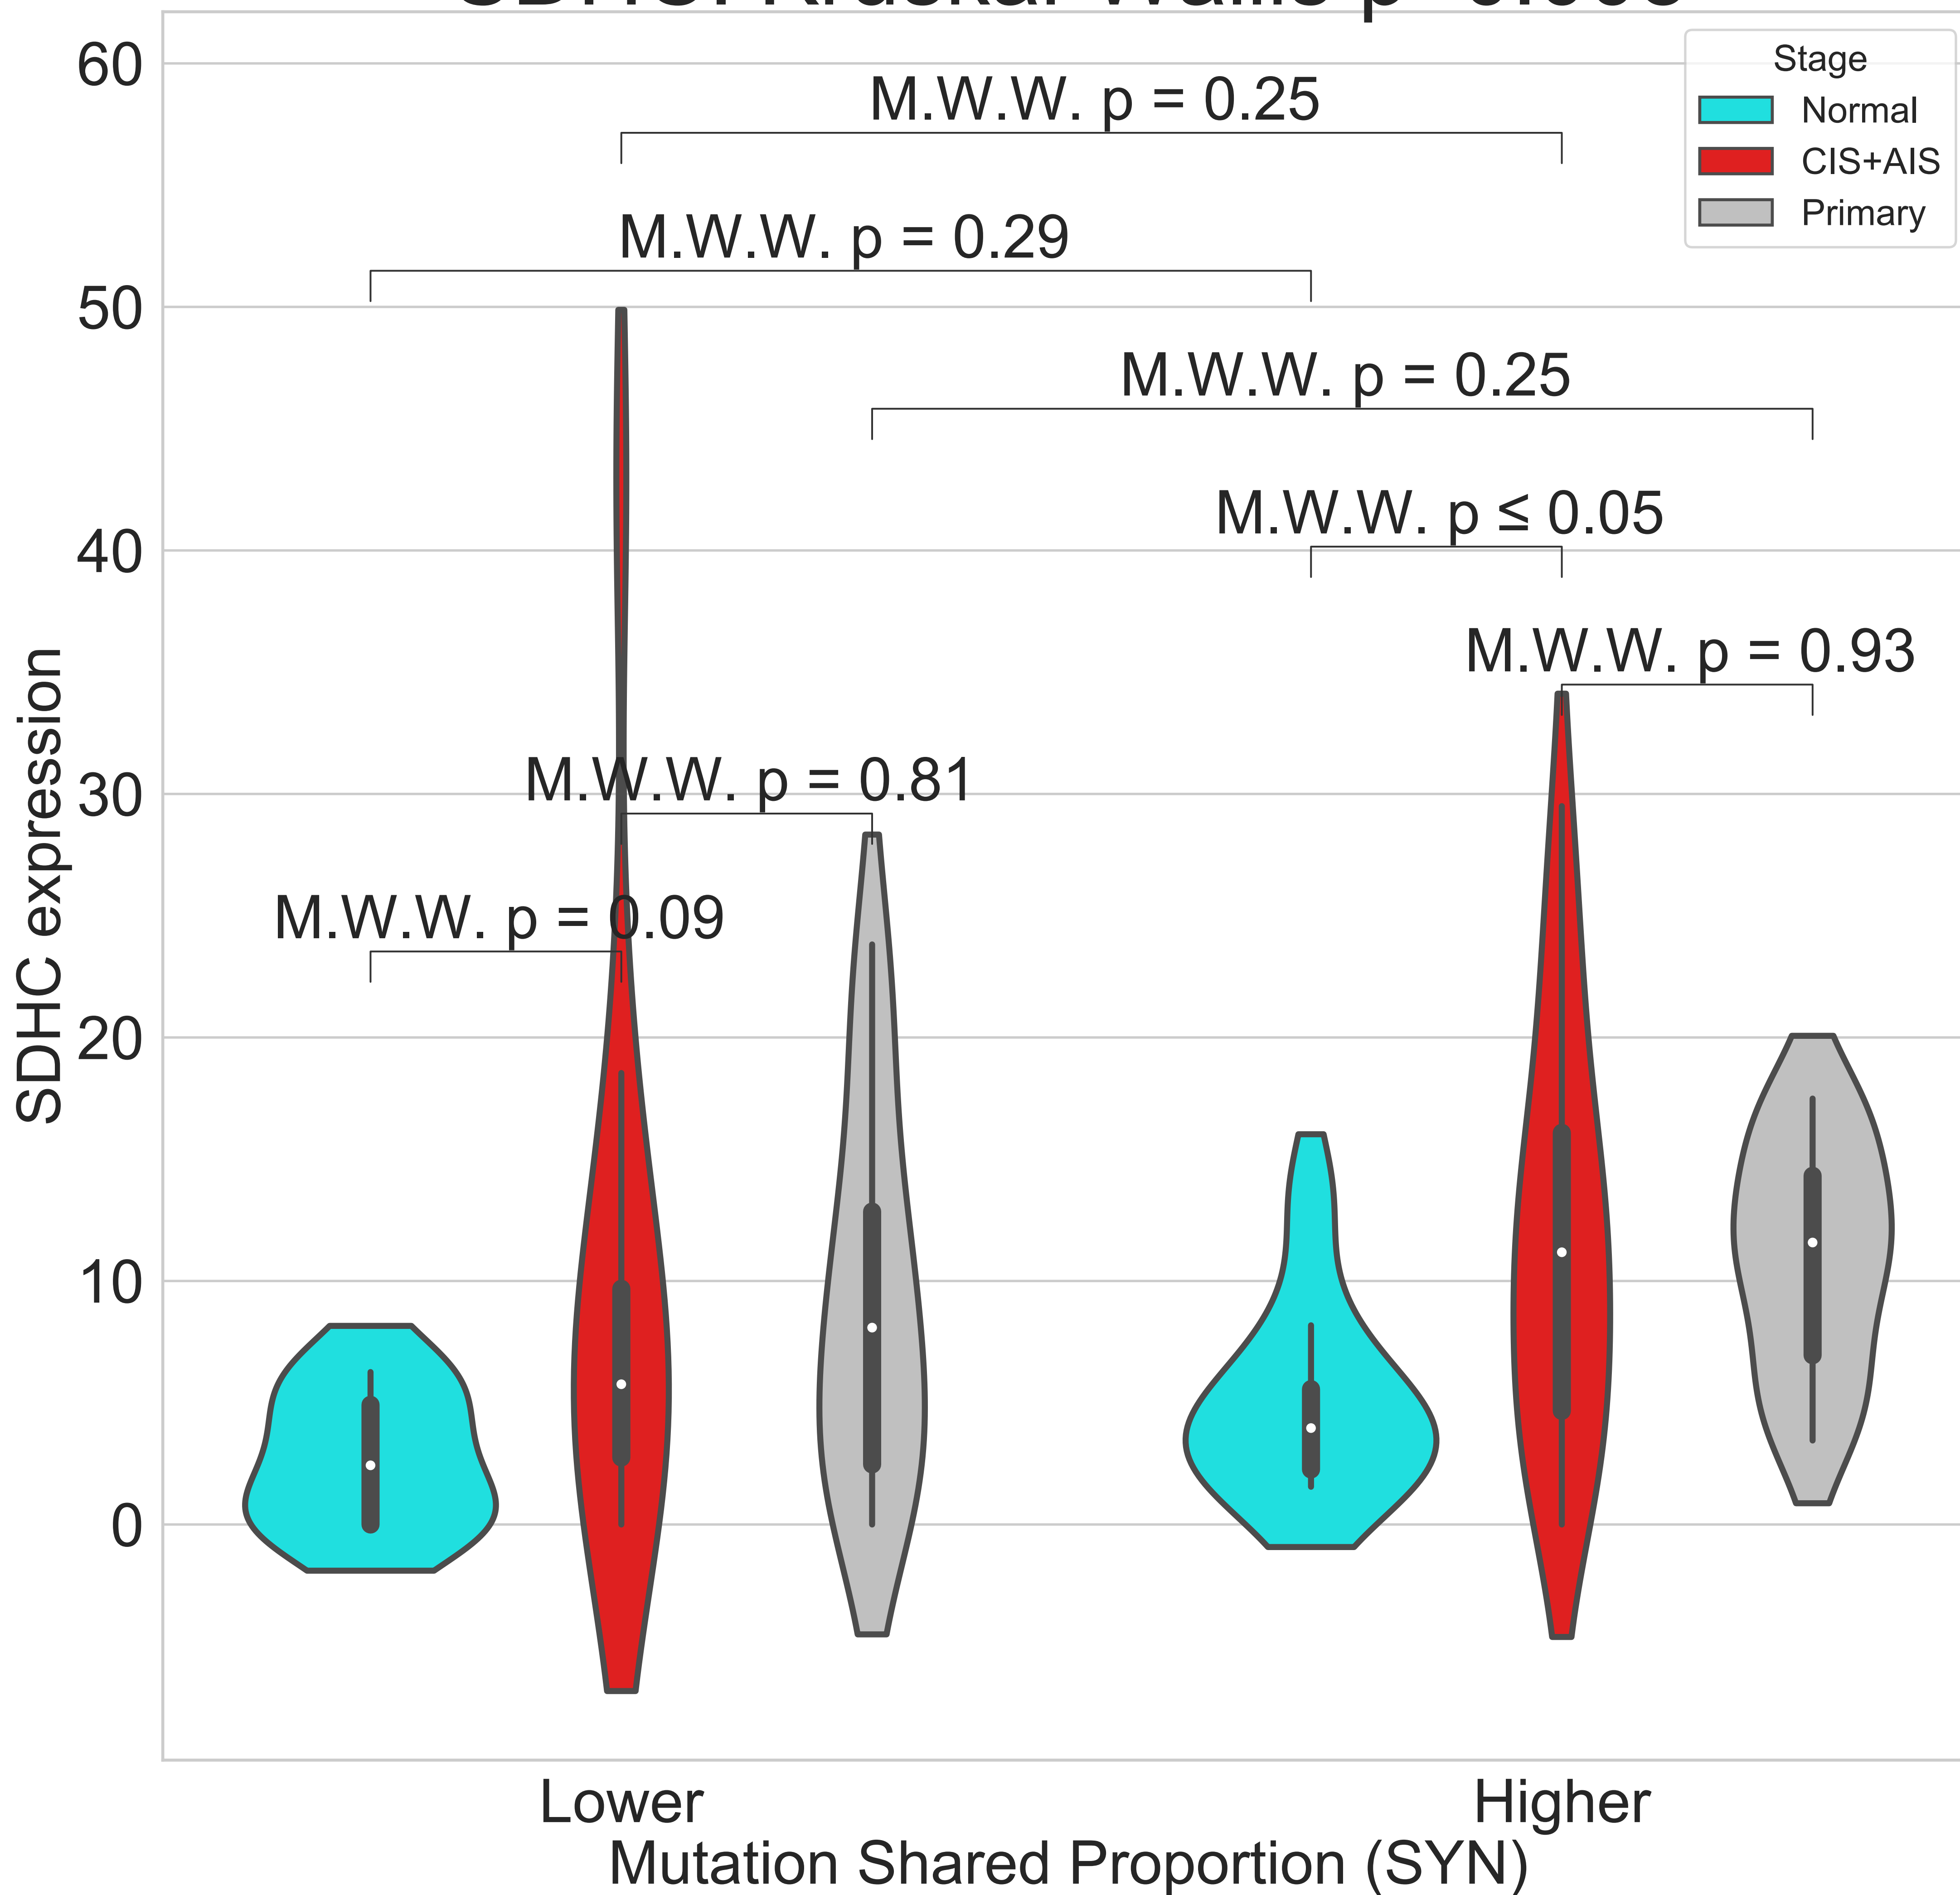 60
M.W.W. p = 0.25
Stage
Normal
CIS+AIS
Primary
M.W.W. p = 0.29
50
M.W.W. p = 0.25
M.W.W. p ≤ 0.05
40
M.W.W. p = 0.93
M.W.W. p = 0.81
30
M.W.W. p = 0.09
20
10
0
SDHC expression
Lower
Higher
Mutation Shared Proportion (SYN)